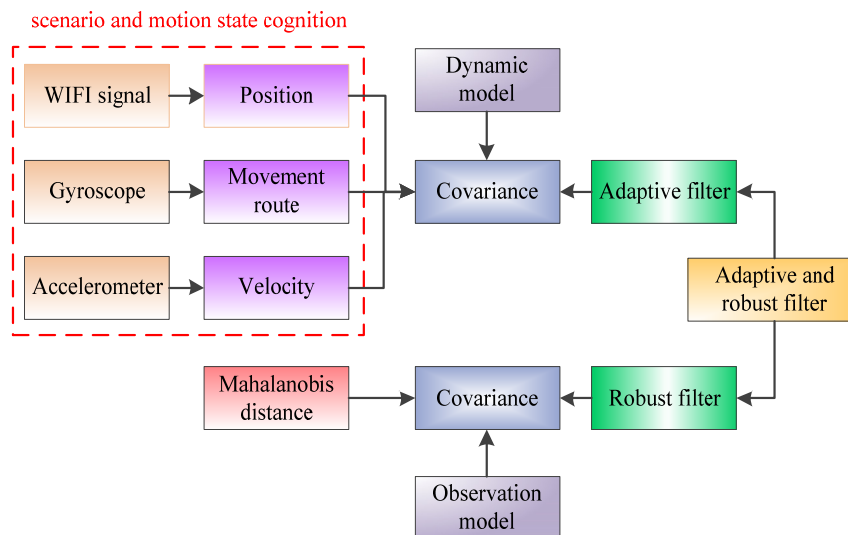 scenario and motion state cognition
WIFI signal
Position
Dynamic
model
Gyroscope
Movement
route
Covariance
Adaptive filter
Accelerometer
Velocity
Adaptive and
robust filter
Mahalanobis
distance
Covariance
Robust filter
Observation
model